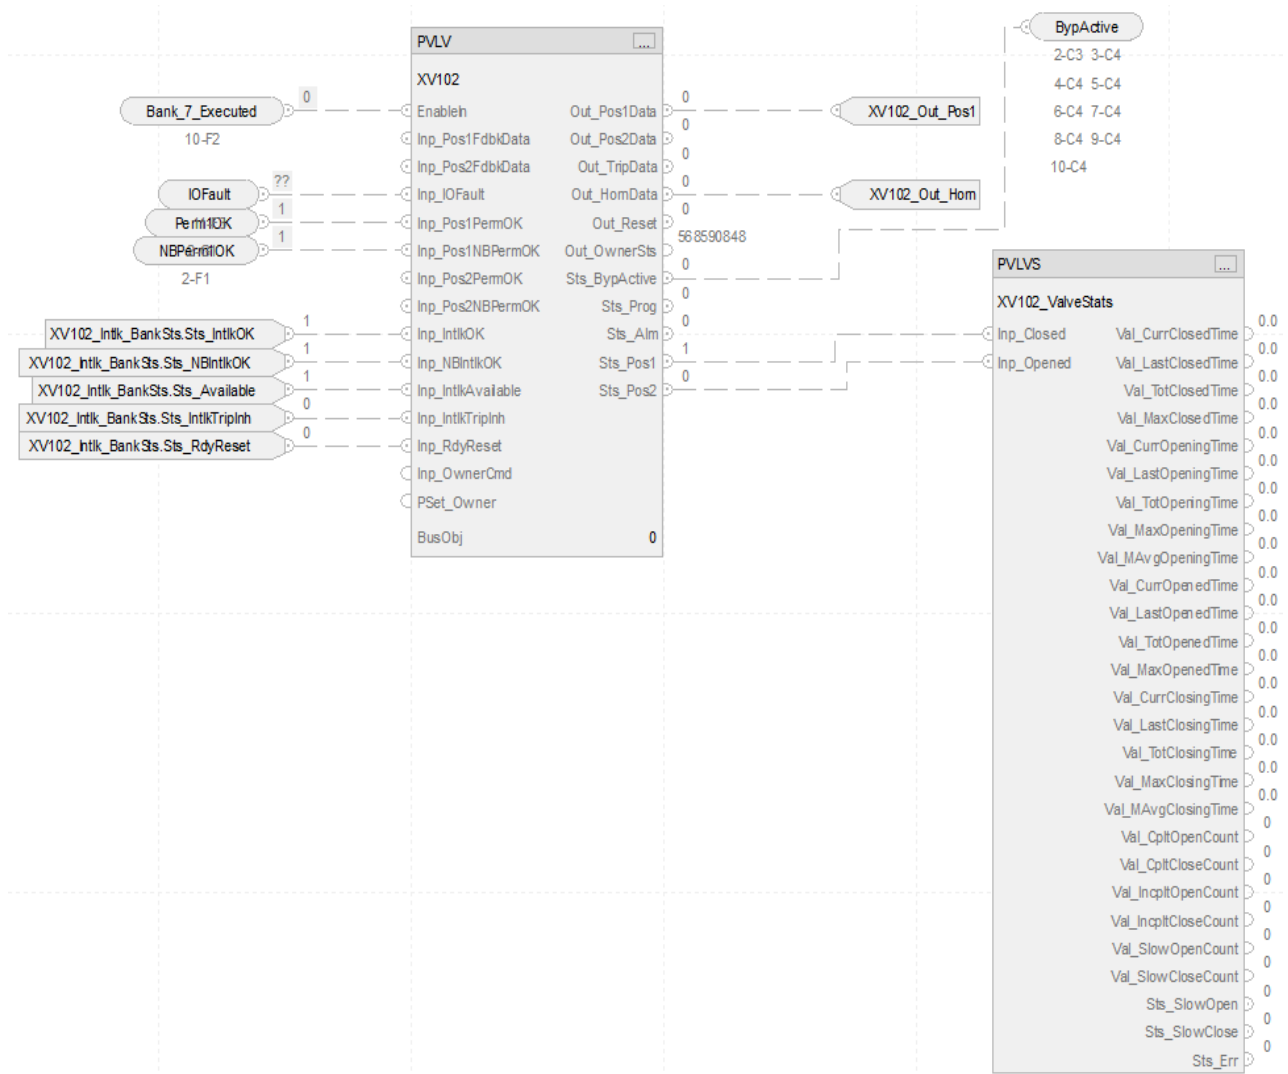 BypActive
2-C3 3-C4
4-C4 5-C4
6-C4 7-C4
8-C4 9-C4
10-C4
PVLV
...
XV102
Bank_7_Executed
10-F2
0
EnableIn
Out_Pos1Data
0
XV102_Out_Pos1
Inp_Pos1FdbkData
Out_Pos2Data
0
Inp_Pos2FdbkData
Out_TripData
0
IOFault
??
Inp_IOFault
Out_HornData
0
XV102_Out_Horn
Perm1OK
1
Inp_Pos1PermOK
Out_Reset
0
NBPerm1OK
2-F1
1
Inp_Pos1NBPermOK
Out_OwnerSts
568590848
Inp_Pos2PermOK
Sts_BypActive
0
Inp_Pos2NBPermOK
Sts_Prog
0
XV102_Intlk_BankSts.Sts_IntlkOK
1
Inp_IntlkOK
Sts_Alm
0
XV102_Intlk_BankSts.Sts_NBIntlkOK
1
Inp_NBIntlkOK
Sts_Pos1
1
XV102_Intlk_BankSts.Sts_Available
1
Inp_IntlkAvailable
Sts_Pos2
0
XV102_Intlk_BankSts.Sts_IntlkTripInh
0
Inp_IntlkTripInh
XV102_Intlk_BankSts.Sts_RdyReset
0
Inp_RdyReset
Inp_OwnerCmd
PSet_Owner
BusObj 0
PVLVS
...
XV102_ValveStats
Inp_Closed
Val_CurrClosedTime 0.0
Inp_Opened
Val_LastClosedTime 0.0
Val_TotClosedTime 0.0
Val_MaxClosedTime 0.0
Val_CurrOpeningTime 0.0
Val_LastOpeningTime 0.0
Val_TotOpeningTime 0.0
Val_MaxOpeningTime 0.0
Val_MAvgOpeningTime 0.0
Val_CurrOpenedTime 0.0
Val_LastOpenedTime 0.0
Val_TotOpenedTime 0.0
Val_MaxOpenedTime 0.0
Val_CurrClosingTime 0.0
Val_LastClosingTime 0.0
Val_TotClosingTime 0.0
Val_MaxClosingTime 0.0
Val_MAvgClosingTime 0.0
Val_CpltOpenCount 0
Val_CpltCloseCount 0
Val_IncpltOpenCount 0
Val_IncpltCloseCount 0
Val_SlowOpenCount 0
Val_SlowCloseCount 0
Sts_SlowOpen 0
Sts_SlowClose 0
Sts_Err 0